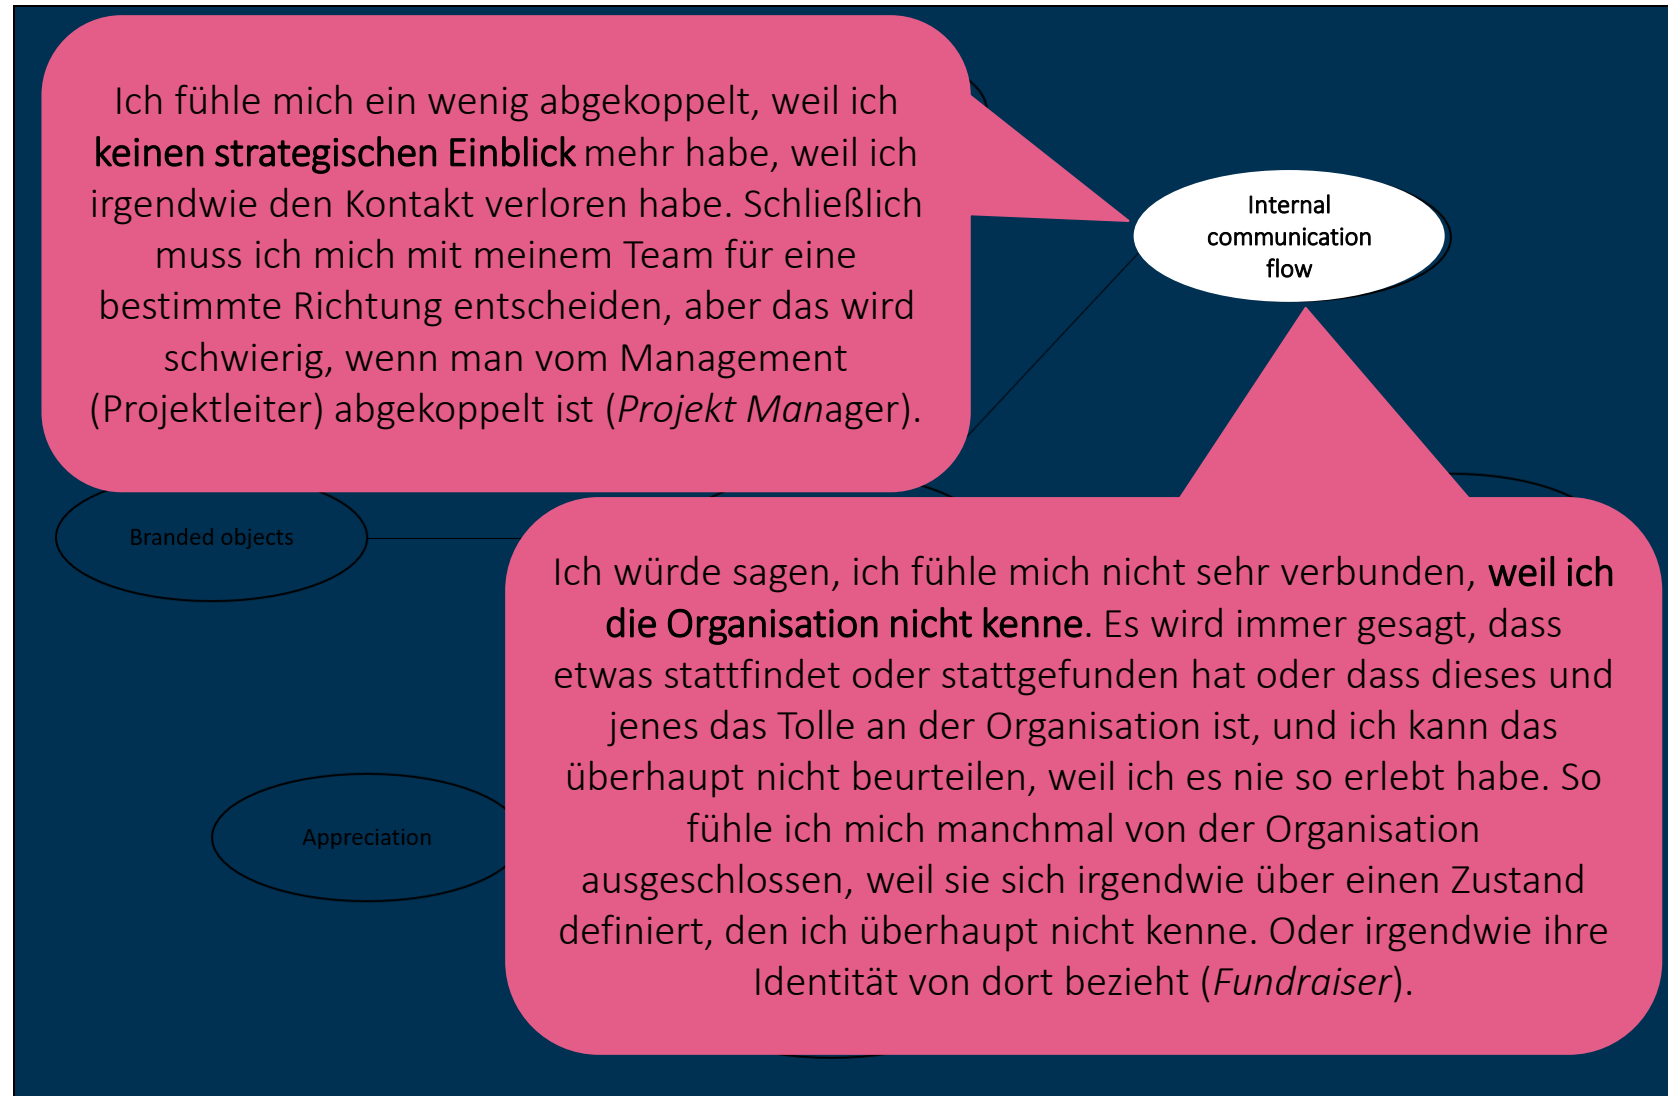 Ich fühle mich ein wenig abgekoppelt, weil ich
keinen strategischen Einblick mehr habe, weil ich
irgendwie den Kontakt verloren habe. Schließlich
muss ich mich mit meinem Team für eine
bestimmte Richtung entscheiden, aber das wird
schwierig, wenn man vom Management
(Projektleiter) abgekoppelt ist (Projekt Manager).
Internal
communication
flow
Branded objects
Ich würde sagen, ich fühle mich nicht sehr verbunden, weil ich
die Organisation nicht kenne. Es wird immer gesagt, dass
etwas stattfindet oder stattgefunden hat oder dass dieses und
jenes das Tolle an der Organisation ist, und ich kann das
überhaupt nicht beurteilen, weil ich es nie so erlebt habe. So
fühle ich mich manchmal von der Organisation
ausgeschlossen, weil sie sich irgendwie über einen Zustand
definiert, den ich überhaupt nicht kenne. Oder irgendwie ihre
Identität von dort bezieht (Fundraiser).
Appreciation